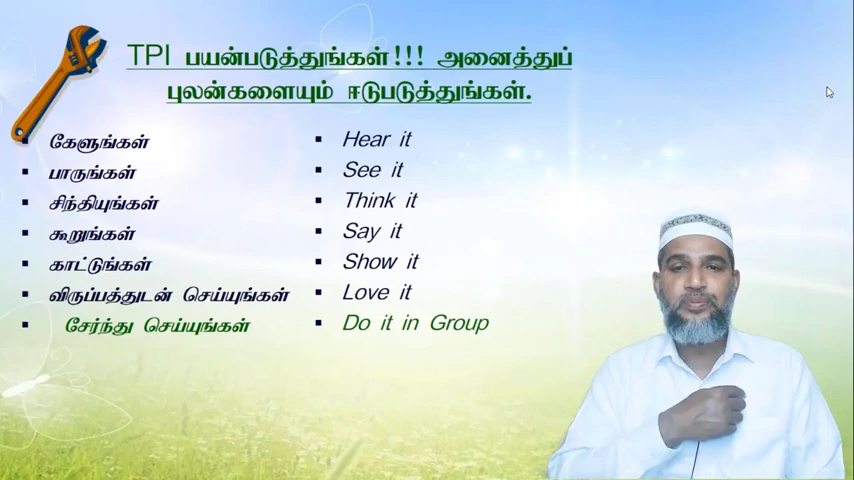 TPI பயன்படுத்துங்கள்!!! அனைத்துப்
புலன்களையும் ஈடுபடுத்துங்கள்.
▪ கேளுங்கள்
▪ பாருங்கள்
▪ சிந்தியுங்கள்
▪ கூறுங்கள்
▪ காட்டுங்கள்
▪ விருப்பத்துடன் செய்யுங்கள்
▪ சேர்ந்து செய்யுங்கள்
▪ Hear it
▪ See it
▪ Think it
▪ Say it
▪ Show it
▪ Love it
▪ Do it in Group